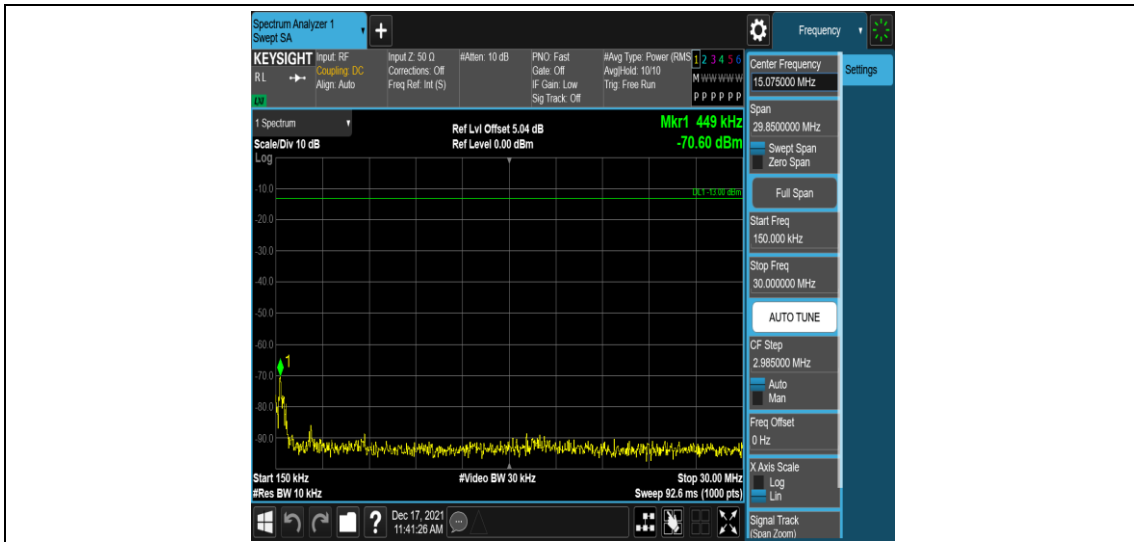 Spectrum Analyzer 1
Swept SA
+
Frequency
KEYSIGHT
RL
Input: RF
Coupling: DC
Align: Auto
Input Z: 50 Ω
Corrections: Off
Freq Ref: Int (S)
#Atten: 10 dB
PNO: Fast
Gate: Off
IF Gain: Low
Sig Track: Off
#Avg Type: Power (RMS
Avg|Hold: 10/10
Trig: Free Run
1 2 3 4 5 6
M W W W W W
P P P P P P
1 Spectrum
Scale/Div 10 dB
Ref Lvl Offset 5.04 dB
Ref Level 0.00 dBm
Mkr1 449 kHz
-70.60 dBm
Log
DL1 -13.00 dBm
-10.0
-20.0
-30.0
-40.0
-50.0
-60.0
-70.0
-80.0
-90.0
1
Start 150 kHz
#Res BW 10 kHz
#Video BW 30 kHz
Stop 30.00 MHz
Sweep 92.6 ms (1000 pts)
Center Frequency
15.075000 MHz
Settings
Span
29.8500000 MHz
Swept Span
Zero Span
Full Span
Start Freq
150.000 kHz
Stop Freq
30.000000 MHz
AUTO TUNE
CF Step
2.985000 MHz
Auto
Man
Freq Offset
0 Hz
X Axis Scale
Log
Lin
Signal Track
(Span Zoom)
?
Dec 17, 2021
11:41:26 AM